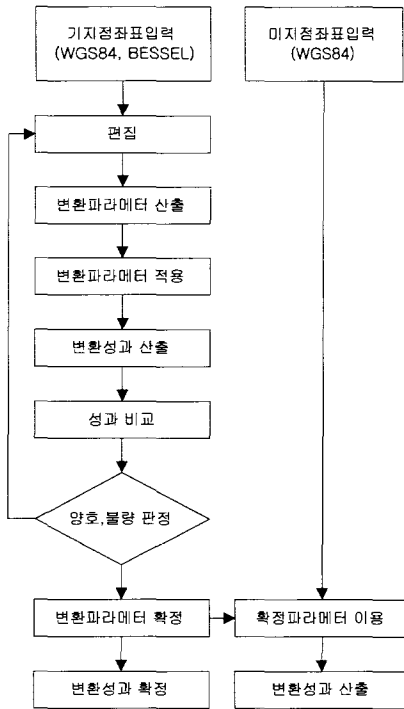 기지점좌표입력
(WGS84, BESSEL)
미지점좌표입력
(WGS84)
편집
변환파라메터 산출
변환파라메터 적용
변환성과 산출
성과 비교
양호,불량 판정
변환파라메터 확정
확정파라메터 이용
변환성과 확정
변환성과 산출